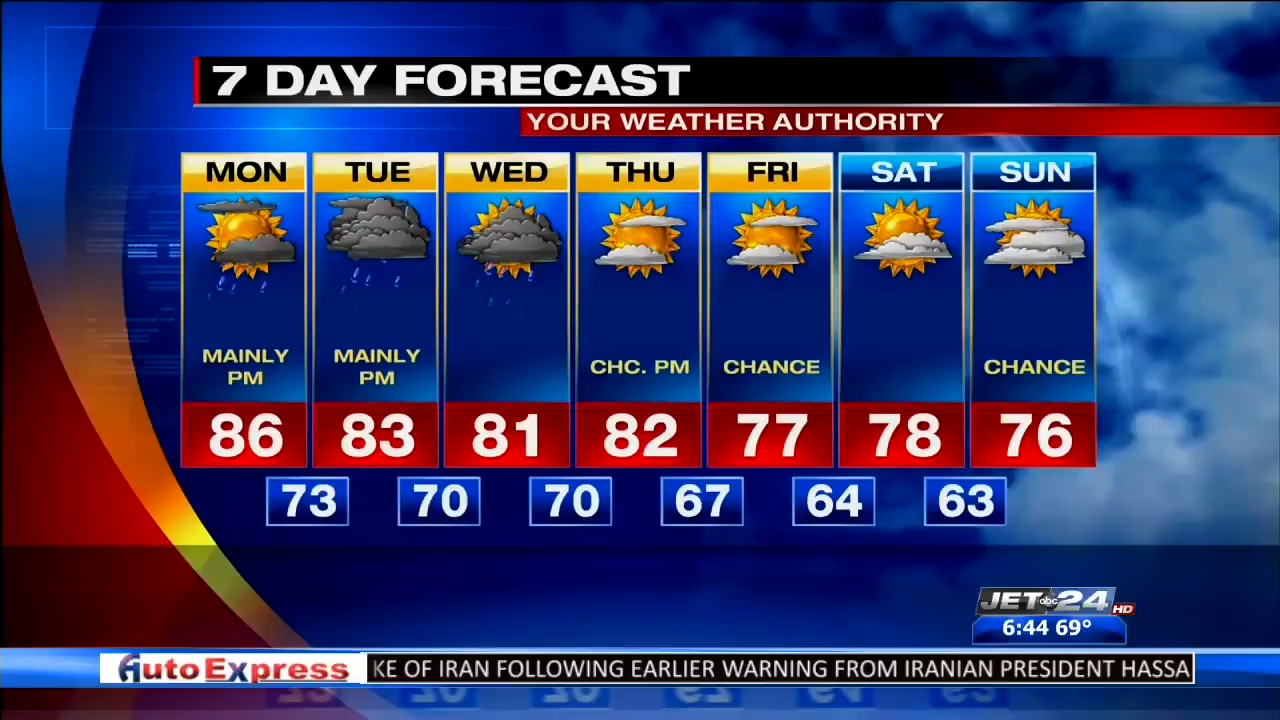 7 DAY FORECAST
YOUR WEATHER AUTHORITY
MON TUE WED THU FRI SAT SUN
MAINLY PM MAINLY PM CHC. PM CHANCE CHANCE
86 83 81 82 77 78 76
73 70 70 67 64 63
JET abc 24 HD
6:44 69°
AutoExpress KE OF IRAN FOLLOWING EARLIER WARNING FROM IRANIAN PRESIDENT HASSA